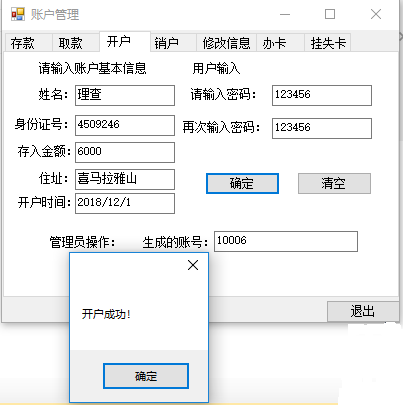 账户管理
存款 取款 开户 销户 修改信息 办卡 挂失卡
请输入账户基本信息 用户输入
姓名： 理查 请输入密码： 123456
身份证号： 4509246 再次输入密码： 123456
存入金额： 6000
住址： 喜马拉雅山 确定 清空
开户时间： 2018/12/1
管理员操作： 生成的账号： 10006
开户成功！
确定
退出